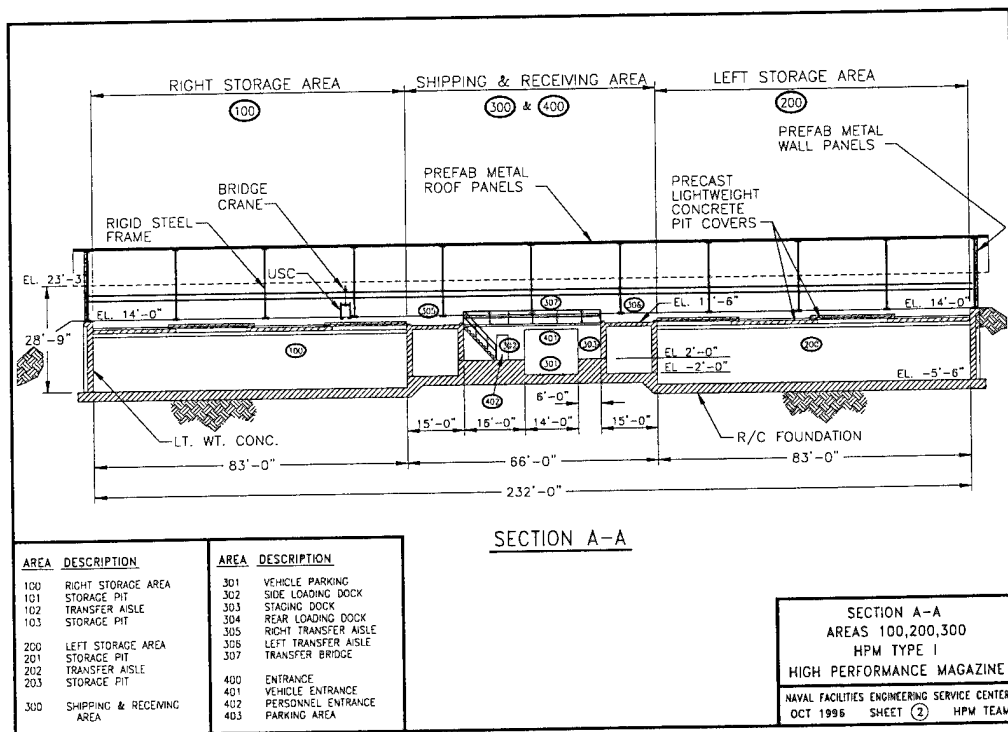 RIGHT STORAGE AREA
100
SHIPPING & RECEIVING AREA
300 & 400
LEFT STORAGE AREA
200
PREFAB METAL
WALL PANELS
PREFAB METAL
ROOF PANELS
PRECAST
LIGHTWEIGHT
CONCRETE
PIT COVERS
BRIDGE
CRANE
RIGID STEEL
FRAME
USC
EL. 23'-3"
EL. 14'-0"
28'-9"
305
307
306
EL. 11'-6"
EL. 14'-0"
100
302
401
303
301
EL 2'-0"
EL -2'-0"
200
EL. -5'-6"
402
6'-0"
15'-0"
16'-0"
14'-0"
15'-0"
LT. WT. CONC.
R/C FOUNDATION
83'-0"
66'-0"
83'-0"
232'-0"
SECTION A-A
AREA DESCRIPTION
100 RIGHT STORAGE AREA
101 STORAGE PIT
102 TRANSFER AISLE
103 STORAGE PIT
200 LEFT STORAGE AREA
201 STORAGE PIT
202 TRANSFER AISLE
203 STORAGE PIT
300 SHIPPING & RECEIVING
AREA
AREA DESCRIPTION
301 VEHICLE PARKING
302 SIDE LOADING DOCK
303 STAGING DOCK
304 REAR LOADING DOCK
305 RIGHT TRANSFER AISLE
306 LEFT TRANSFER AISLE
307 TRANSFER BRIDGE
400 ENTRANCE
401 VEHICLE ENTRANCE
402 PERSONNEL ENTRANCE
403 PARKING AREA
SECTION A-A
AREAS 100,200,300
HPM TYPE I
HIGH PERFORMANCE MAGAZINE
NAVAL FACILITIES ENGINEERING SERVICE CENTER
OCT 1996 SHEET 2 HPM TEAM